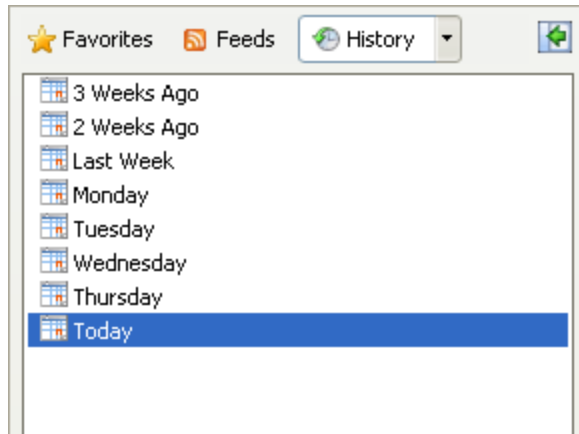 Favorites Feeds History
3 Weeks Ago
2 Weeks Ago
Last Week
Monday
Tuesday
Wednesday
Thursday
Today